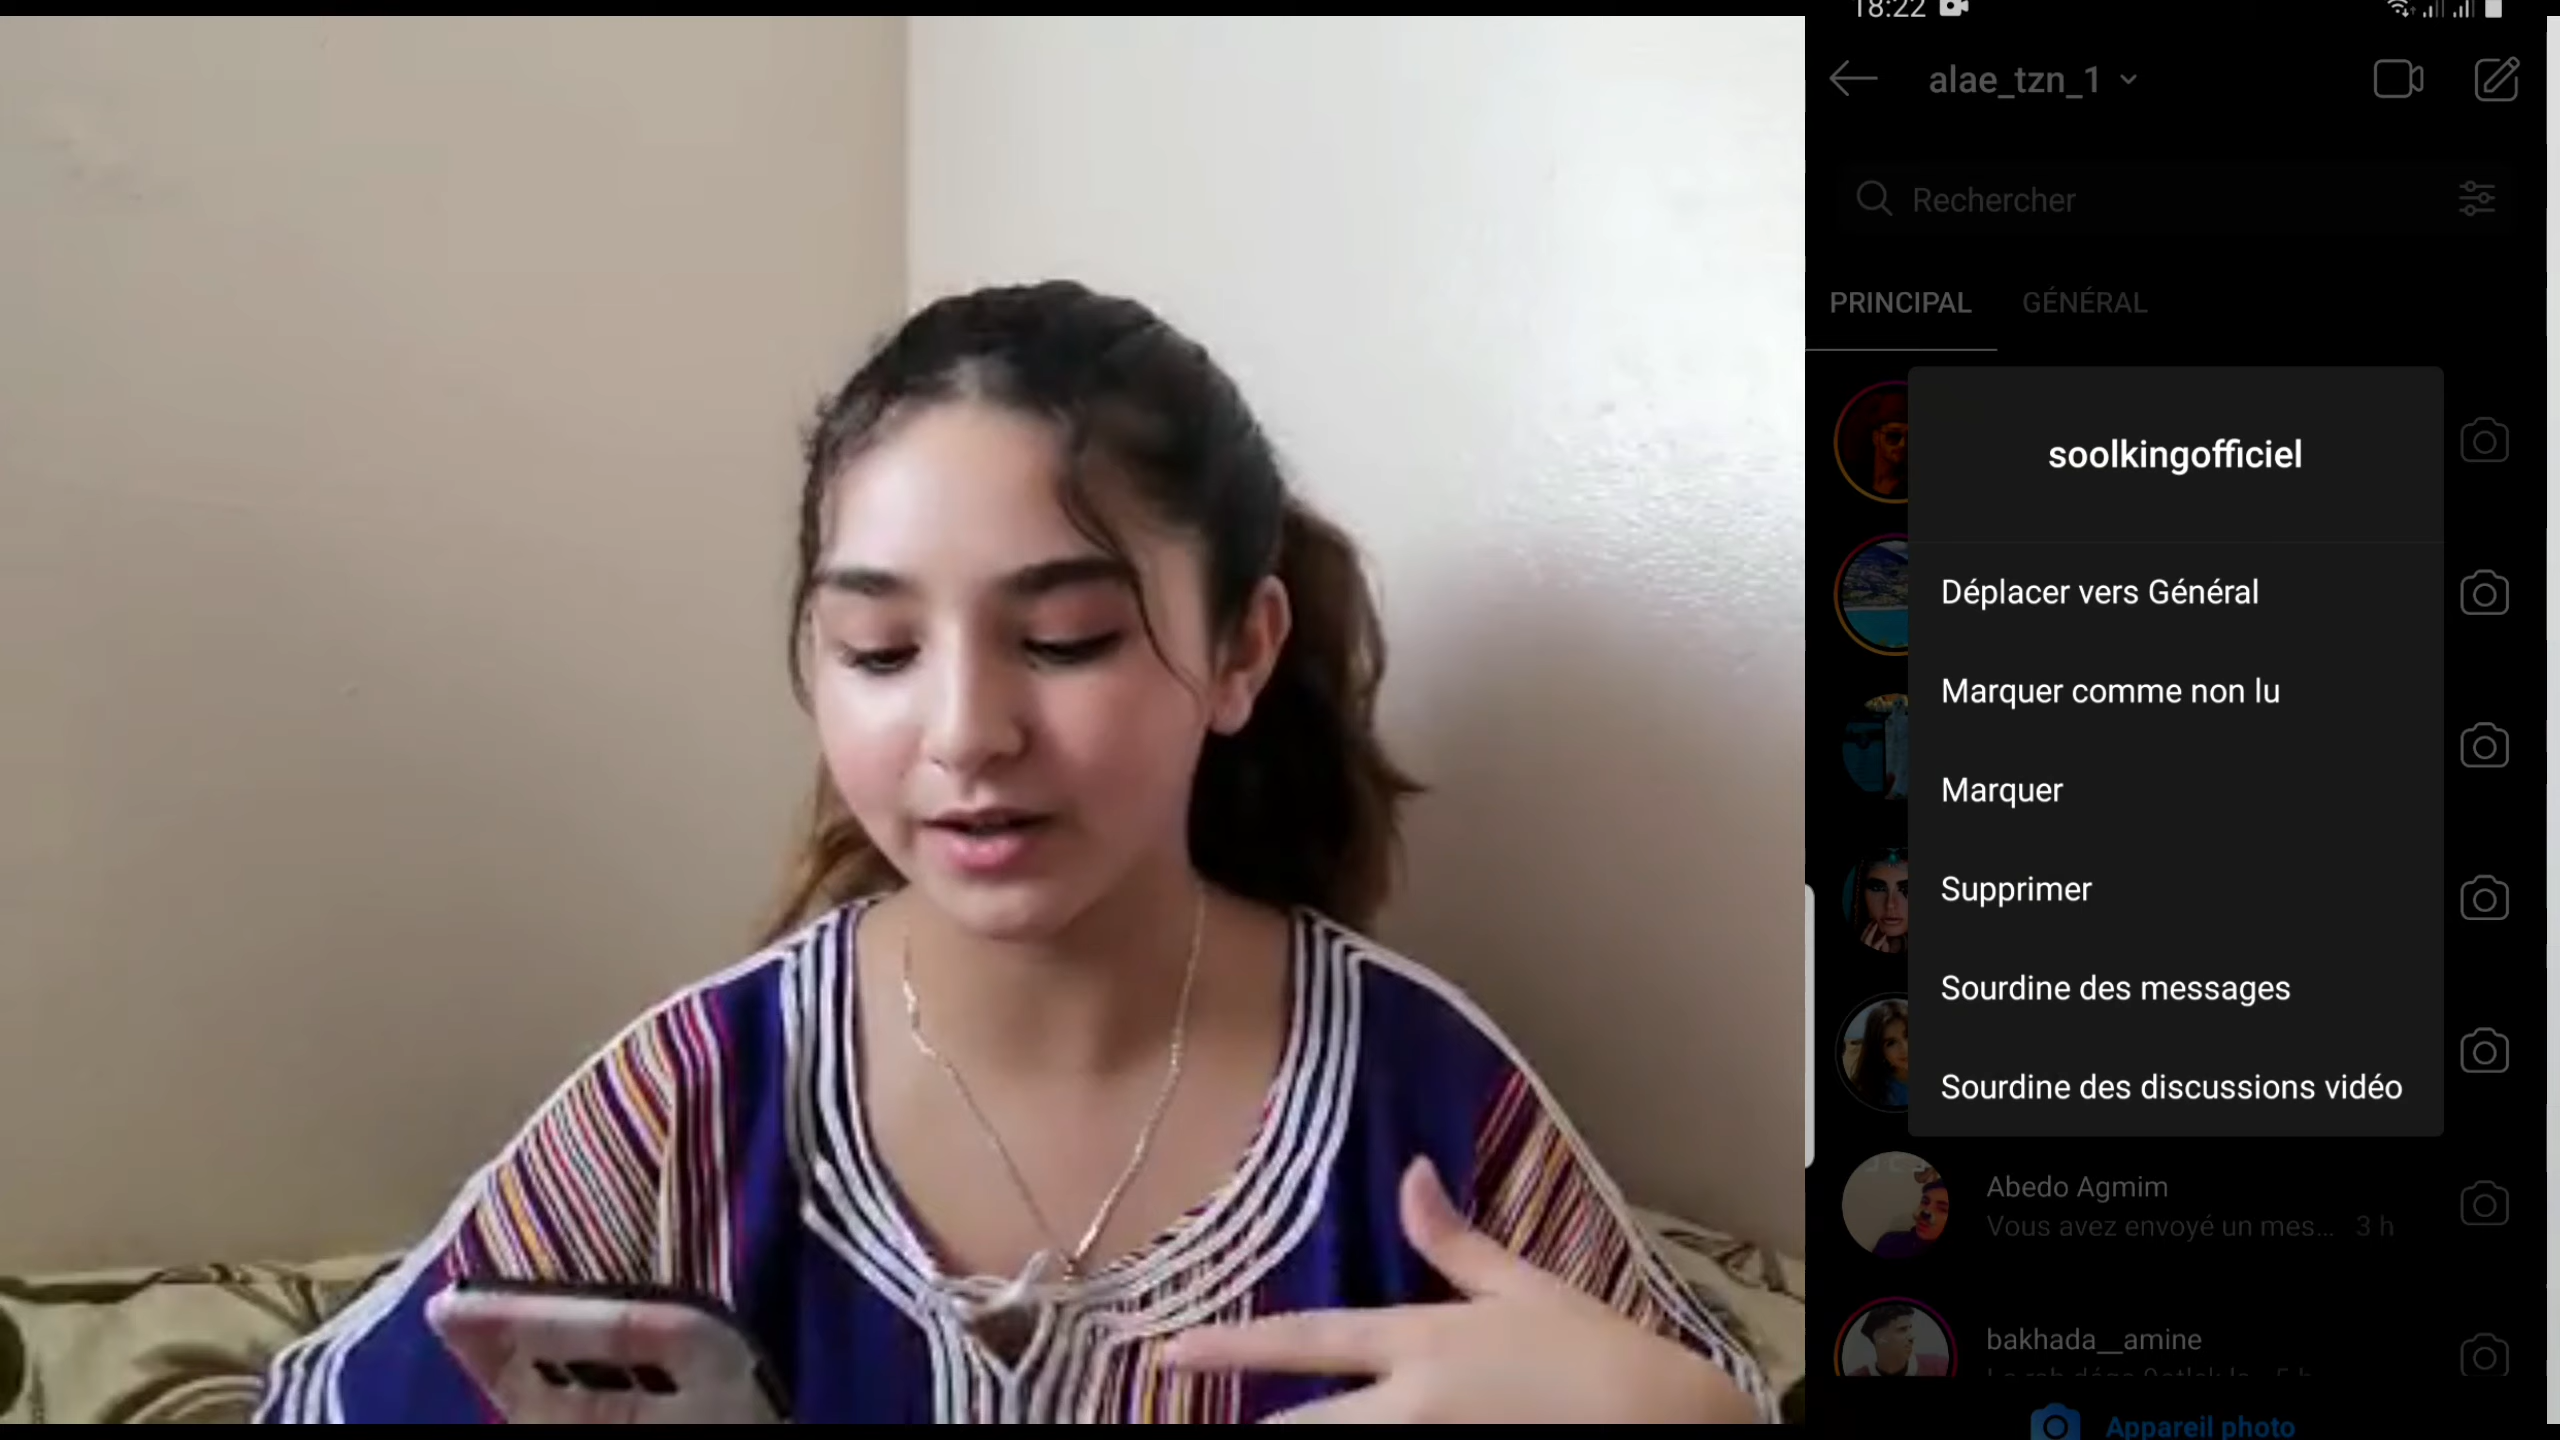 18:22
alae_tzn_1
Rechercher
PRINCIPAL GÉNÉRAL
soolkingofficiel
Déplacer vers Général
Marquer comme non lu
Marquer
Supprimer
Sourdine des messages
Sourdine des discussions vidéo
Abedo Agmim
Vous avez envoyé un mes... 3 h
bakhada__amine
Appareil photo